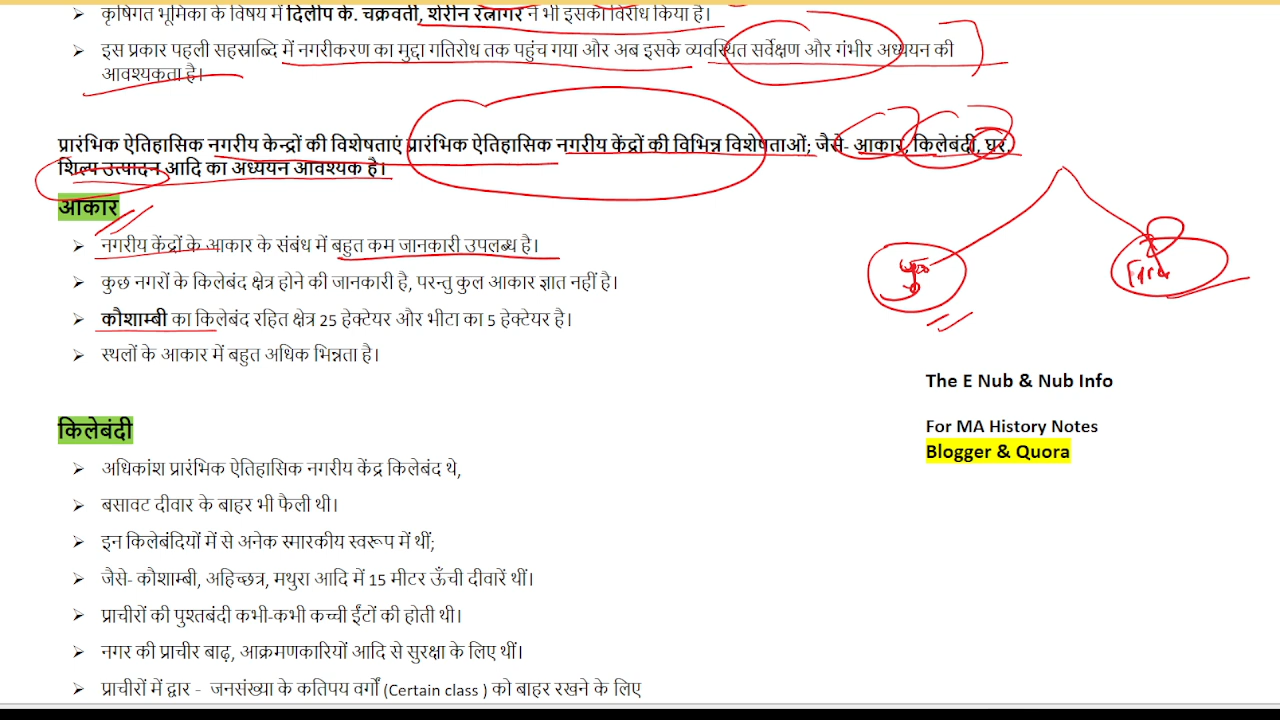 कृषिगत भूमिका के विषय में दिलीप के. चक्रवती, शेरीन रत्नागर ने भी इसका विरोध किया है।
इस प्रकार पहली सहस्राब्दि में नगरीकरण का मुद्दा गतिरोध तक पहुंच गया और अब इसके व्यवस्थित सर्वेक्षण और गंभीर अध्ययन की
आवश्यकता है।
प्रारंभिक ऐतिहासिक नगरीय केन्द्रों की विशेषताएं प्रारंभिक ऐतिहासिक नगरीय केंद्रों की विभिन्न विशेषताओं; जैसे- आकार, किलेबंदी, घर,
शिल्प उत्पादन आदि का अध्ययन आवश्यक है।
आकार
नगरीय केंद्रों के आकार के संबंध में बहुत कम जानकारी उपलब्ध है।
कुछ नगरों के किलेबंद क्षेत्र होने की जानकारी है, परन्तु कुल आकार ज्ञात नहीं है।
कौशाम्बी का किलेबंद रहित क्षेत्र 25 हेक्टेयर और भीटा का 5 हेक्टेयर है।
स्थलों के आकार में बहुत अधिक भिन्नता है।
The E Nub & Nub Info
For MA History Notes
Blogger & Quora
किलेबंदी
अधिकांश प्रारंभिक ऐतिहासिक नगरीय केंद्र किलेबंद थे,
बसावट दीवार के बाहर भी फैली थी।
इन किलेबंदियों में से अनेक स्मारकीय स्वरूप में थीं;
जैसे- कौशाम्बी, अहिच्छत्र, मथुरा आदि में 15 मीटर ऊँची दीवारें थीं।
प्राचीरों की पुश्तबंदी कभी-कभी कच्ची ईंटों की होती थी।
नगर की प्राचीर बाढ़, आक्रमणकारियों आदि से सुरक्षा के लिए थीं।
प्राचीरों में द्वार - जनसंख्या के कतिपय वर्गों (Certain class ) को बाहर रखने के लिए